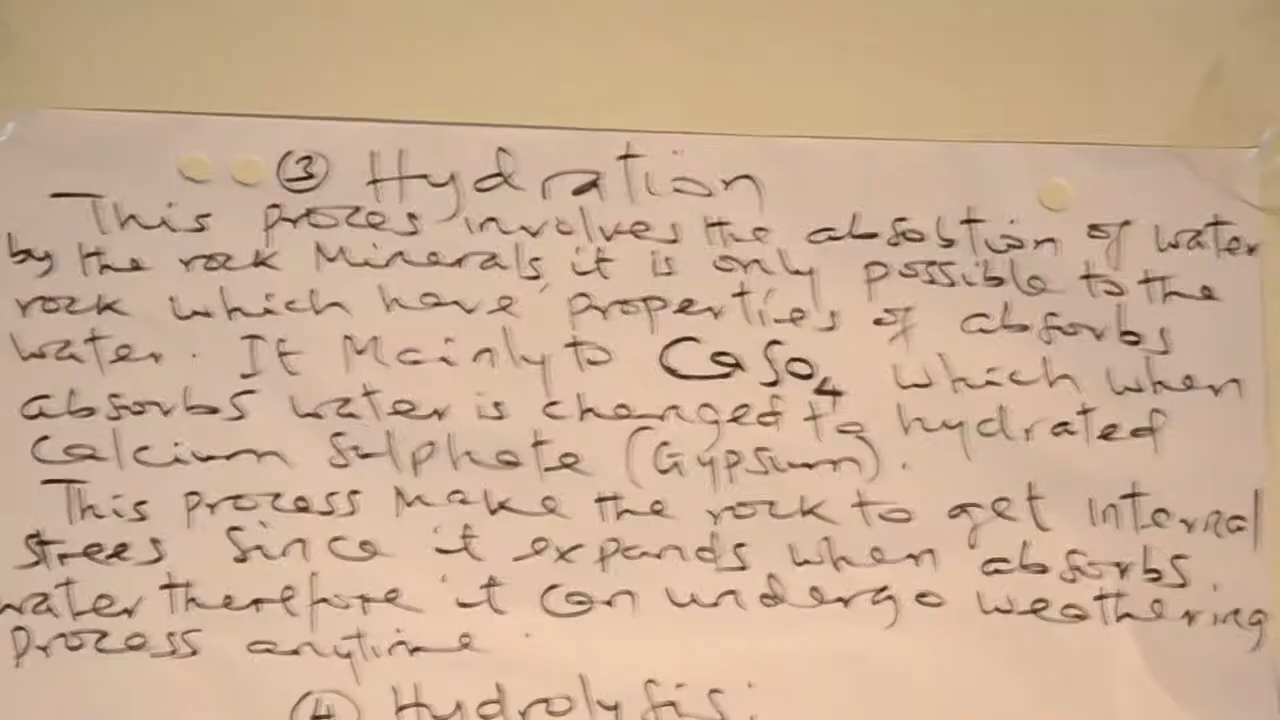 ③ Hydration
This proces involves the absobtion of water
by the rock Minerals, it is only possible to the
rock which have properties of absorbs
water. It Mainly to CaSO₄ which when
absorbs water is changed to hydrated
Calcium Sulphate (Gypsum).
This process make the rock to get internal
strees since it expands when absorbs
water therefore it can undergo weathering
process anytime.
④ Hydrolysis: